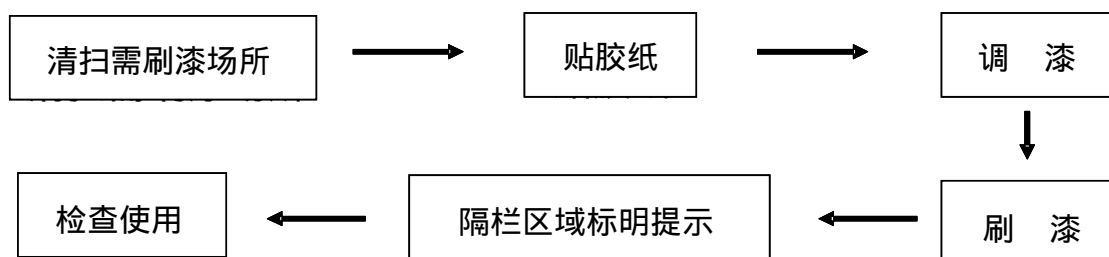 清扫需刷漆场所
贴胶纸
调 漆
刷 漆
隔栏区域标明提示
检查使用